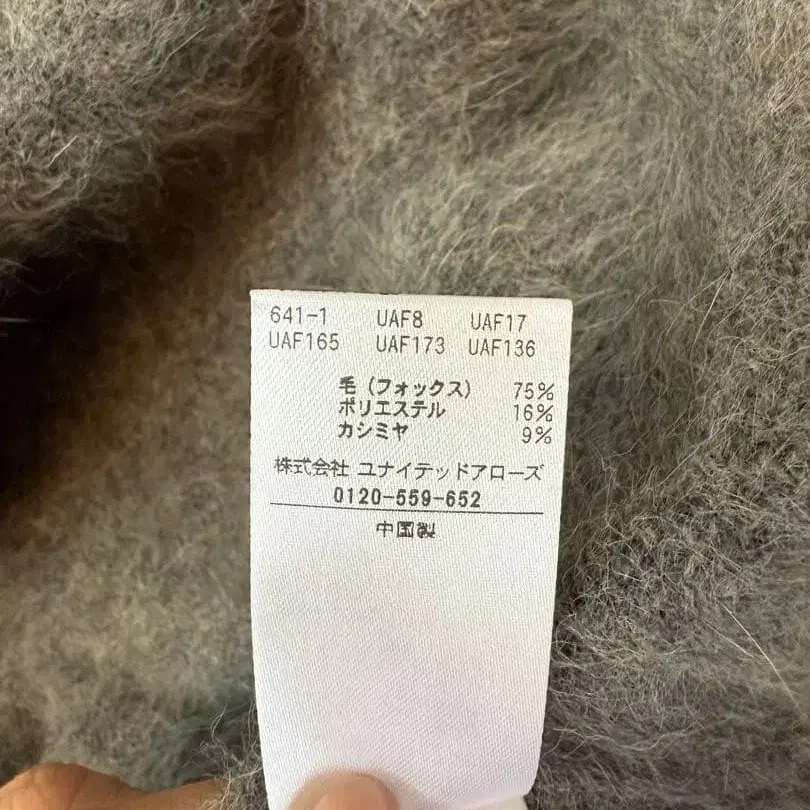 641-1 UAF8 UAF17
UAF165 UAF173 UAF136
毛(フォックス) 75%
ポリエステル 16%
カシミヤ 9%
株式会社 ユナイテッドアローズ
0120-559-652
中国製